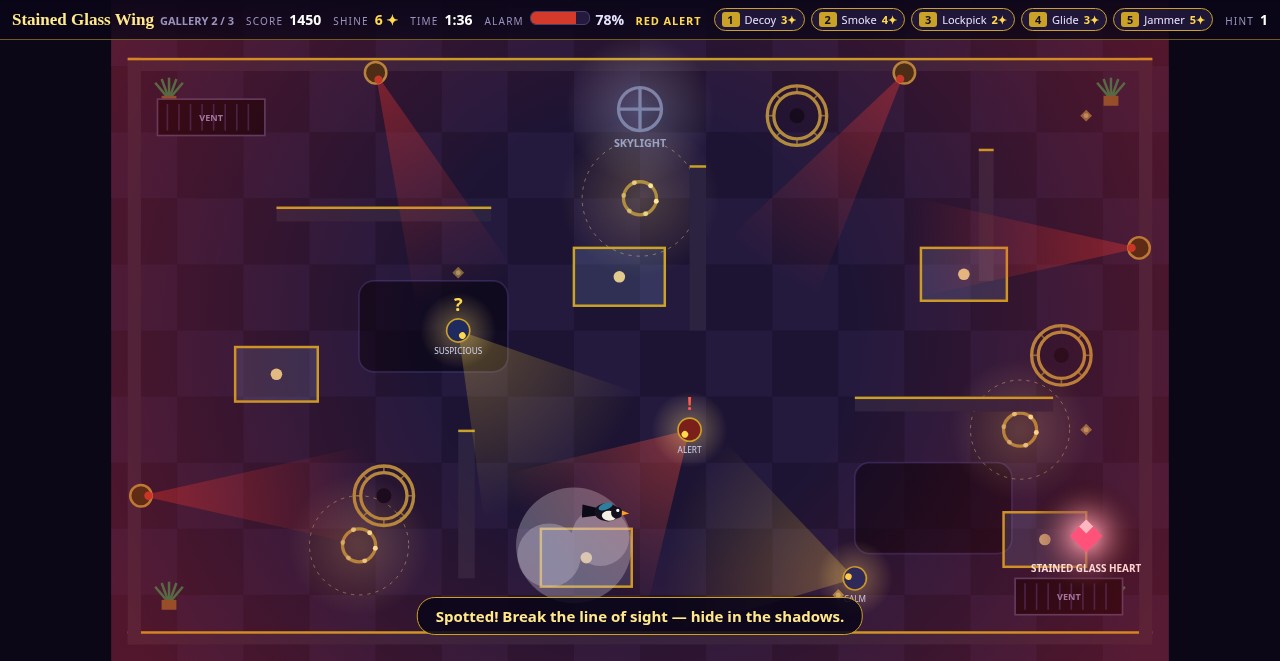 Stained Glass Wing GALLERY 2 / 3 SCORE 1450 SHINE 6 ✦ TIME 1:36 ALARM 78% RED ALERT 1 Decoy 3✦ 2 Smoke 4✦ 3 Lockpick 2✦ 4 Glide 3✦ 5 Jammer 5✦ HINT 1
VENT
SKYLIGHT
?
SUSPICIOUS
!
ALERT
STAINED GLASS HEART
VENT
Spotted! Break the line of sight — hide in the shadows.